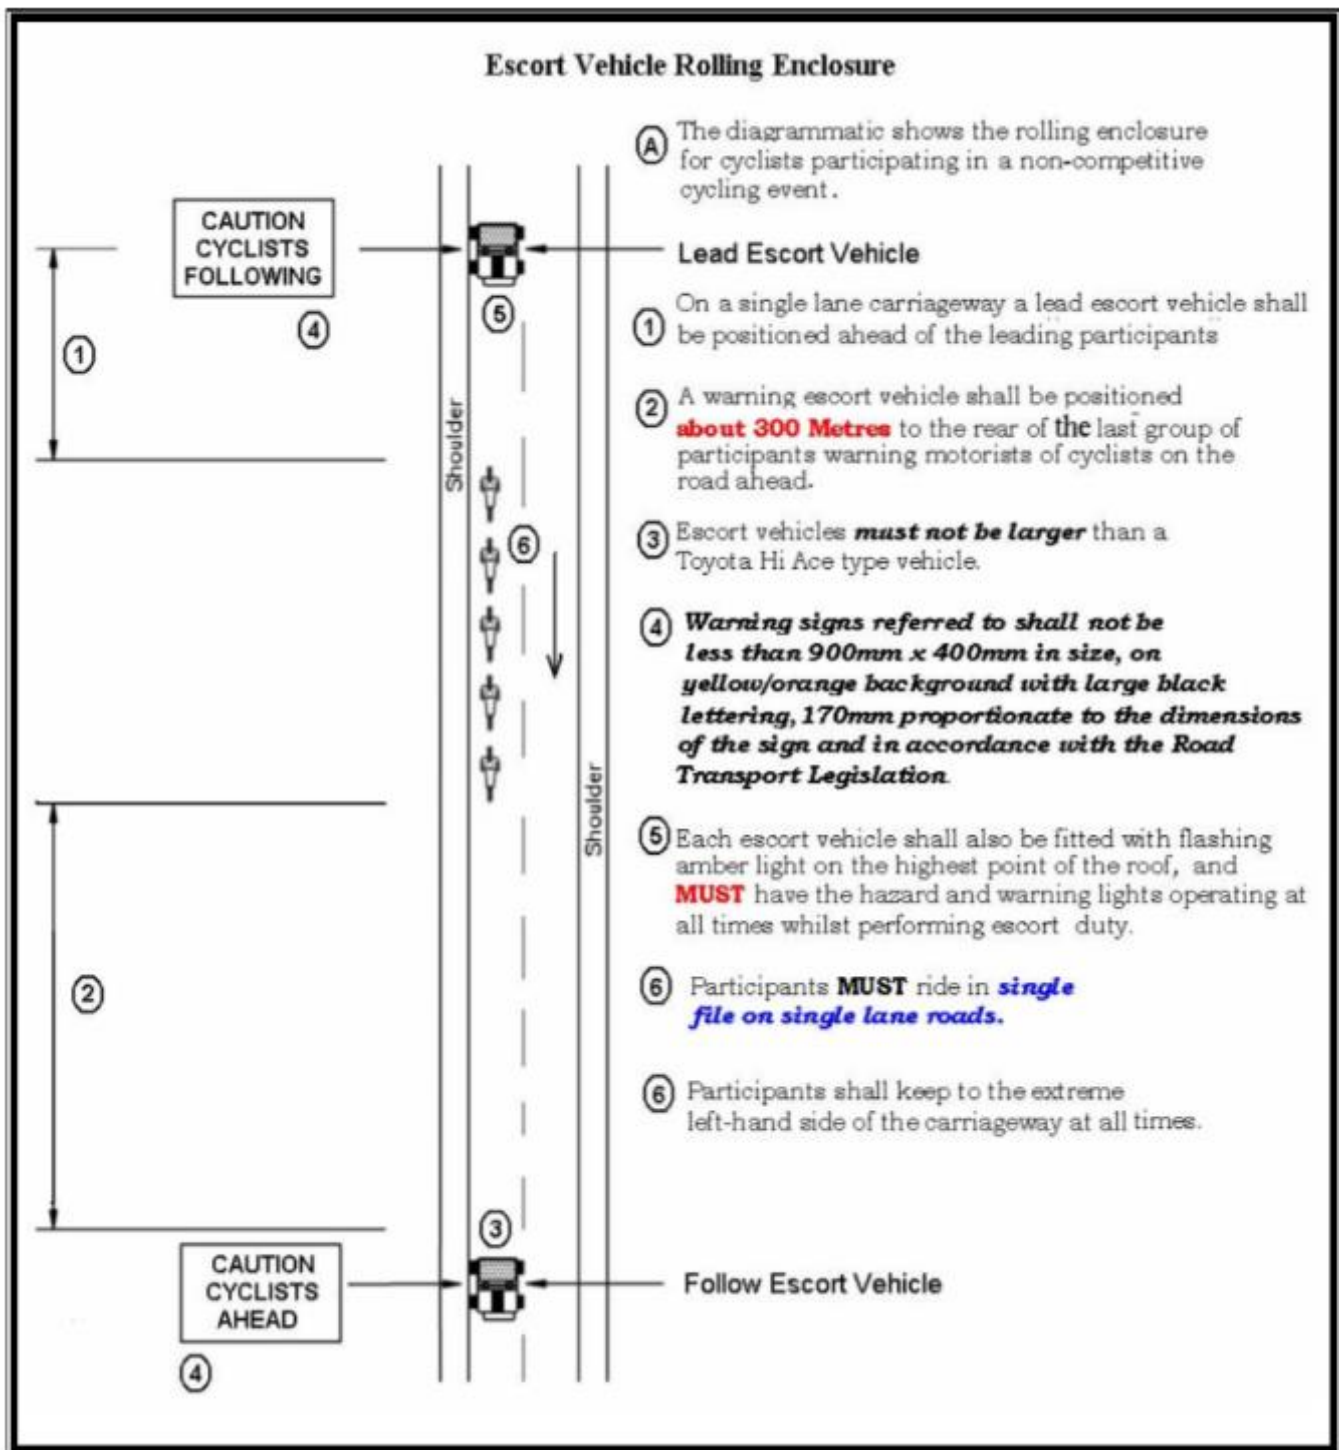 Escort Vehicle Rolling Enclosure
A The diagrammatic shows the rolling enclosure
for cyclists participating in a non-competitive
cycling event.
CAUTION
CYCLISTS
FOLLOWING
4
Lead Escort Vehicle
5
1
1 On a single lane carriageway a lead escort vehicle shall
be positioned ahead of the leading participants
Shoulder
2 A warning escort vehicle shall be positioned
about 300 Metres to the rear of the last group of
participants warning motorists of cyclists on the
road ahead.
6
3 Escort vehicles must not be larger than a
Toyota Hi Ace type vehicle.
4 Warning signs referred to shall not be
less than 900mm x 400mm in size, on
yellow/orange background with large black
lettering, 170mm proportionate to the dimensions
of the sign and in accordance with the Road
Transport Legislation
Shoulder
5 Each escort vehicle shall also be fitted with flashing
amber light on the highest point of the roof, and
MUST have the hazard and warning lights operating at
all times whilst performing escort duty.
2
6 Participants MUST ride in single
file on single lane roads.
6 Participants shall keep to the extreme
left-hand side of the carriageway at all times.
3
CAUTION
CYCLISTS
AHEAD
4
Follow Escort Vehicle